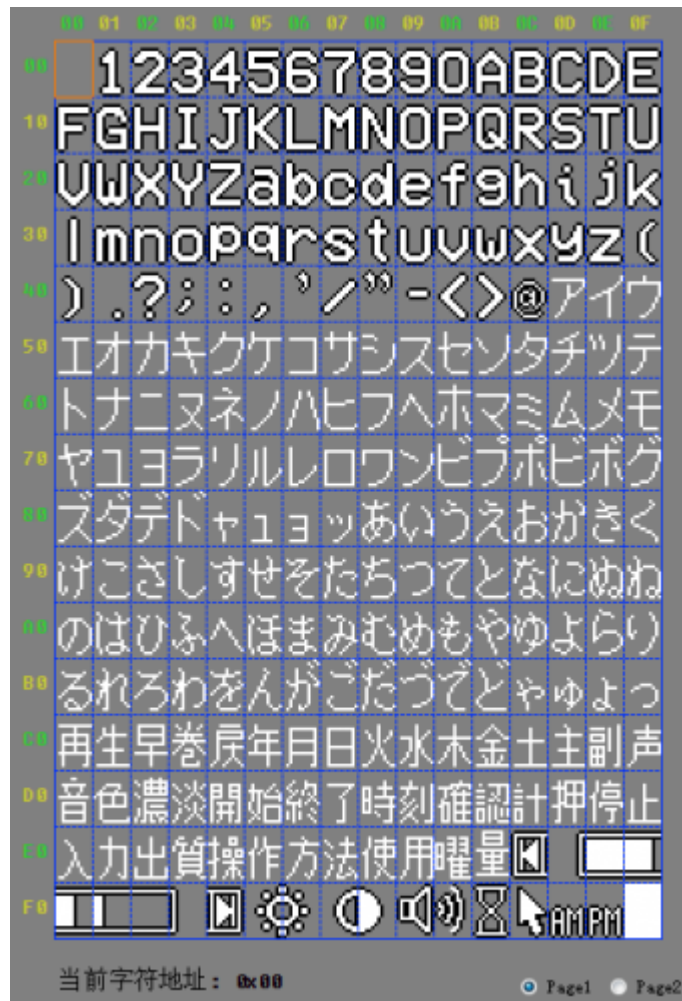 00 01 02 03 04 05 06 07 08 09 0A 0B 0C 0D 0E 0F
00 1 2 3 4 5 6 7 8 9 0 A B C D E
10 F G H I J K L M N O P Q R S T U
20 V W X Y Z a b c d e f g h i j k
30 l m n o p q r s t u v w x y z (
40 ) . ? ; : , ' / " - < > @ ア イ ウ
50 エ オ カ キ ク ケ コ サ シ ス セ ソ タ チ ツ テ
60 ト ナ ニ ヌ ネ ノ ハ ヒ フ ヘ ホ マ ミ ム メ モ
70 ヤ ユ ヨ ラ リ ル レ ロ ワ ン ビ プ ポ ビ ボ グ
80 ズ ダ デ ド ャ ュ ョ ッ あ い う え お か き く
90 け こ さ し す せ そ た ち つ て と な に ぬ ね
A0 の は ひ ふ へ ほ ま み む め も や ゆ よ ら り
B0 る れ ろ わ を ん が ご だ づ で ど ゃ ゅ ょ っ
C0 再 生 早 巻 戻 年 月 日 火 水 木 金 土 主 副 声
D0 音 色 濃 淡 開 始 終 了 時 刻 確 認 計 押 停 止
E0 入 力 出 質 操 作 方 法 使 用 曜 量
F0 AM PM
当前字符地址: 0x00
Page1 Page2